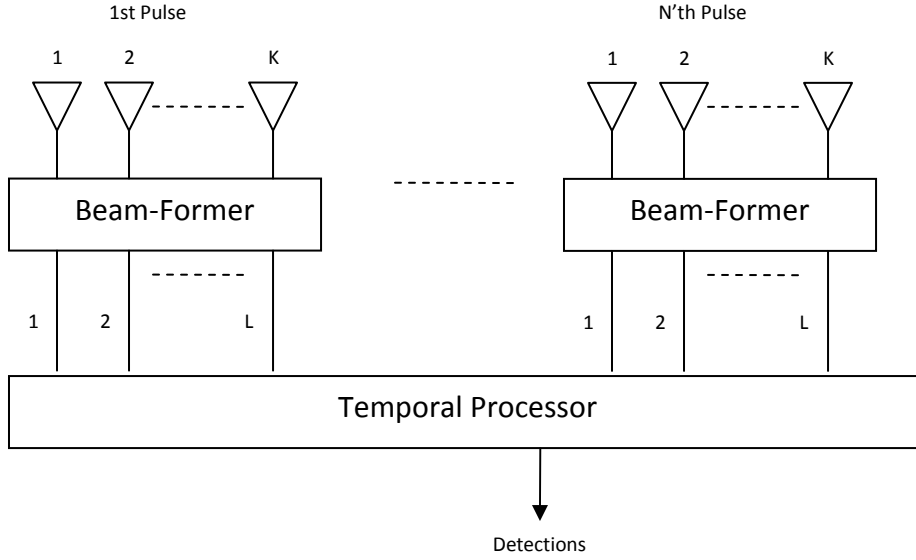 1st Pulse N'th Pulse
1 2 K 1 2 K
Beam-Former Beam-Former
1 2 L 1 2 L
Temporal Processor
Detections